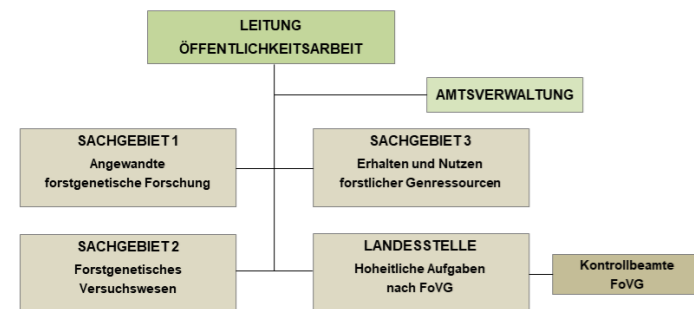 LEITUNG
ÖFFENTLICHKEITSARBEIT
AMTSVERWALTUNG
SACHGEBIET 1
Angewandte
forstgenetische Forschung
SACHGEBIET 3
Erhalten und Nutzen
forstlicher Genressourcen
SACHGEBIET 2
Forstgenetisches
Versuchswesen
LANDESSTELLE
Hoheitliche Aufgaben
nach FoVG
Kontrollbeamte
FoVG